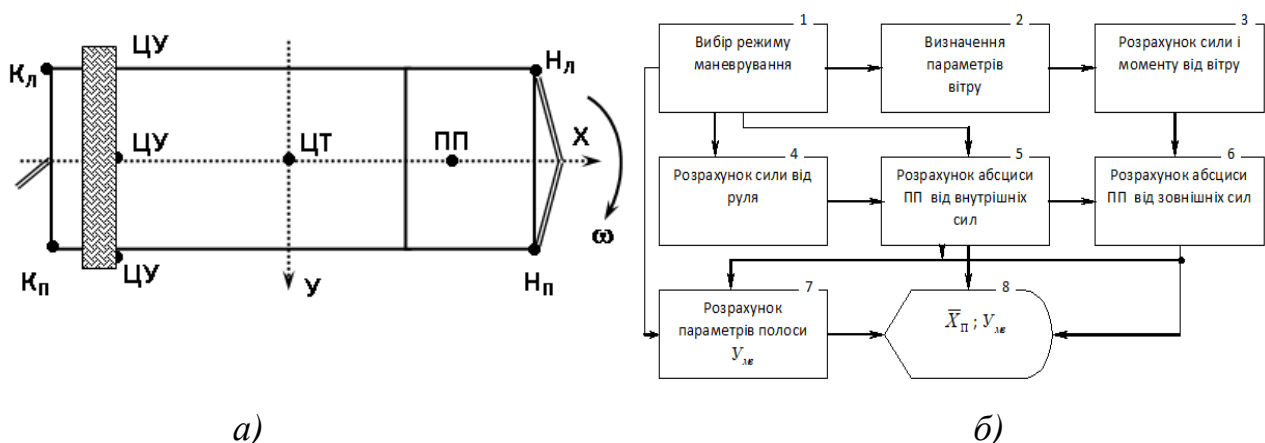 ЦУ
Кл
Нл
ЦУ
ЦТ
ПП
Х
ω
ЦУ
Кп
У
Нп
а)
1
Вибір режиму
маневрування
2
Визначення
параметрів
вітру
3
Розрахунок сили і
моменту від вітру
4
Розрахунок сили від
руля
5
Розрахунок абсциси
ПП від внутрішніх
сил
6
Розрахунок абсциси
ПП від зовнішніх сил
7
Розрахунок
параметрів полоси
Умв
8
X̅П ; Умв
б)